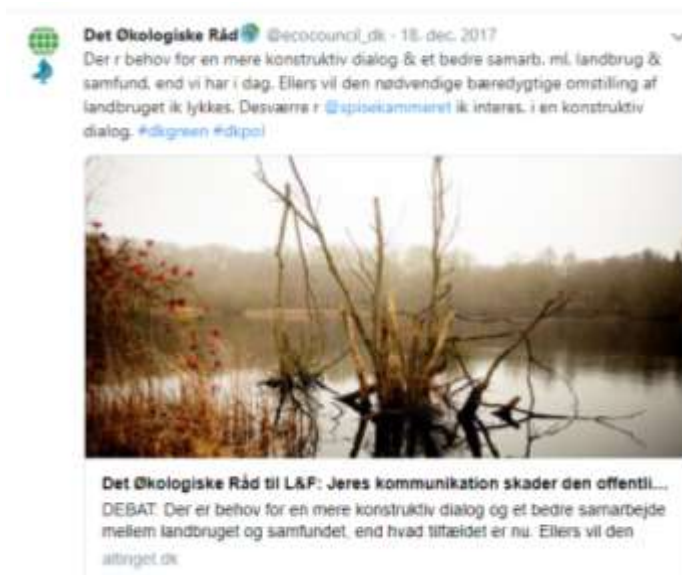 Det Økologiske Råd @ecocouncil_dk · 18. dec. 2017
Der r behov for en mere konstruktiv dialog & et bedre samarb. ml. landbrug &
samfund, end vi har i dag. Ellers vil den nødvendige bæredygtige omstilling af
landbruget ik lykkes. Desværre r @spisekammeret ik interes. i en konstruktiv
dialog. #dkgreen #dkpol
Det Økologiske Råd til L&F: Jeres kommunikation skader den offentli...
DEBAT: Der er behov for en mere konstruktiv dialog og et bedre samarbejde
mellem landbruget og samfundet, end hvad tilfældet er nu. Ellers vil den
altinget.dk